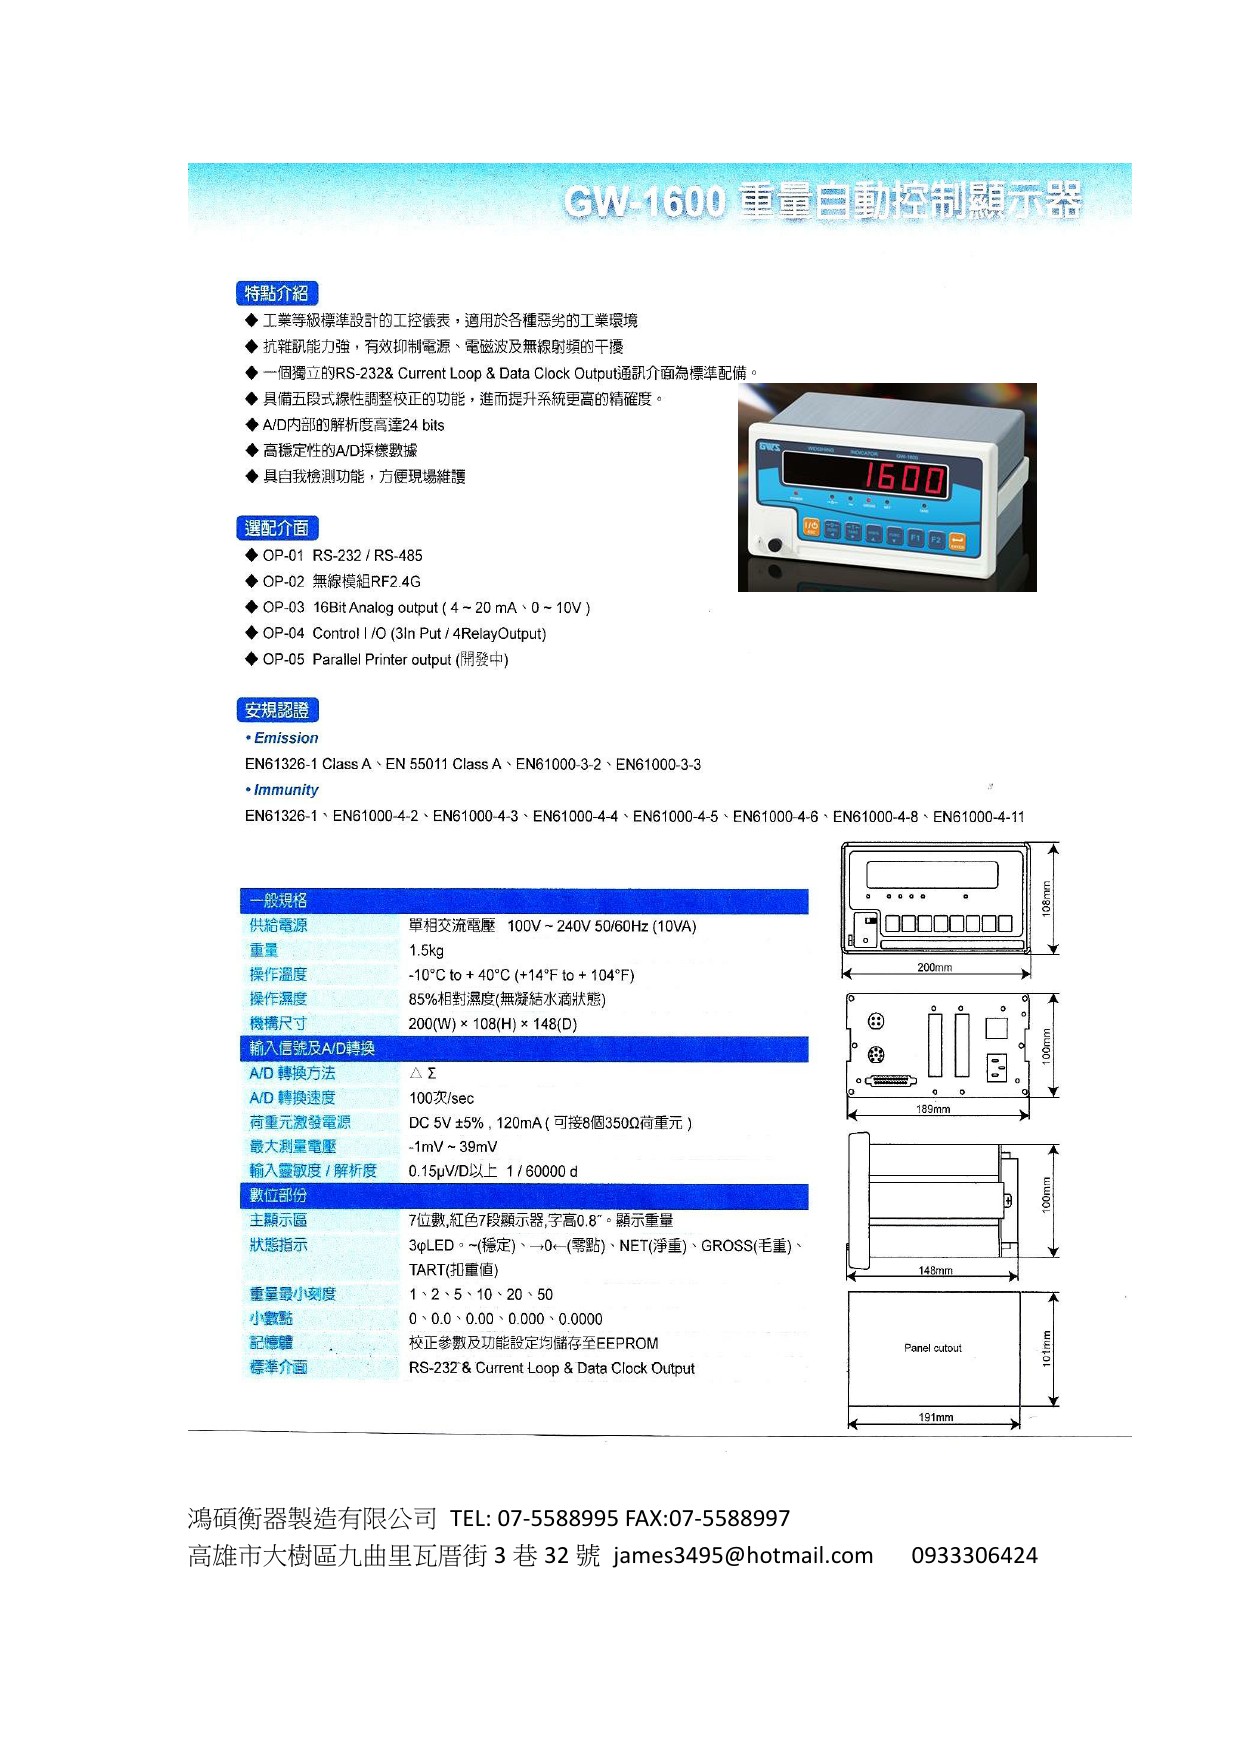 GW-1600 重量自動控制顯示器
特點介紹
◆ 工業等級標準設計的工控儀表，適用於各種惡劣的工業環境
◆ 抗雜訊能力強，有效抑制電源、電磁波及無線射頻的干擾
◆ 一個獨立的RS-232& Current Loop & Data Clock Output通訊介面為標準配備。
◆ 具備五段式線性調整校正的功能，進而提升系統更高的精確度。
◆ A/D內部的解析度高達24 bits
◆ 高穩定性的A/D採樣數據
◆ 具自我檢測功能，方便現場維護
GWS WEIGHING INDICATOR GW-1600
1600
F1 F2
選配介面
◆ OP-01 RS-232 / RS-485
◆ OP-02 無線模組RF2.4G
◆ OP-03 16Bit Analog output ( 4 ~ 20 mA、0 ~ 10V )
◆ OP-04 Control I /O (3In Put / 4RelayOutput)
◆ OP-05 Parallel Printer output (開發中)
安規認證
• Emission
EN61326-1 Class A、EN 55011 Class A、EN61000-3-2、EN61000-3-3
• Immunity
EN61326-1、EN61000-4-2、EN61000-4-3、EN61000-4-4、EN61000-4-5、EN61000-4-6、EN61000-4-8、EN61000-4-11
一般規格
供給電源 單相交流電壓 100V ~ 240V 50/60Hz (10VA)
重量 1.5kg
操作溫度 -10°C to + 40°C (+14°F to + 104°F)
操作濕度 85%相對濕度(無凝結水滴狀態)
機構尺寸 200(W) × 108(H) × 148(D)
輸入信號及A/D轉換
A/D 轉換方法 △ Σ
A/D 轉換速度 100次/sec
荷重元激發電源 DC 5V ±5% , 120mA ( 可接8個350Ω荷重元 )
最大測量電壓 -1mV ~ 39mV
輸入靈敏度 / 解析度 0.15μV/D以上 1 / 60000 d
數位部份
主顯示區 7位數,紅色7段顯示器,字高0.8″。顯示重量
狀態指示 3φLED。~(穩定)、→0←(零點)、NET(淨重)、GROSS(毛重)、
TART(扣重值)
重量最小刻度 1、2、5、10、20、50
小數點 0、0.0、0.00、0.000、0.0000
記憶體 校正參數及功能設定均儲存至EEPROM
標準介面 RS-232 & Current Loop & Data Clock Output
108mm
200mm
100mm
189mm
100mm
148mm
Panel cutout
101mm
191mm
鴻碩衡器製造有限公司 TEL: 07-5588995 FAX:07-5588997
高雄市大樹區九曲里瓦厝街 3 巷 32 號 james3495@hotmail.com 0933306424